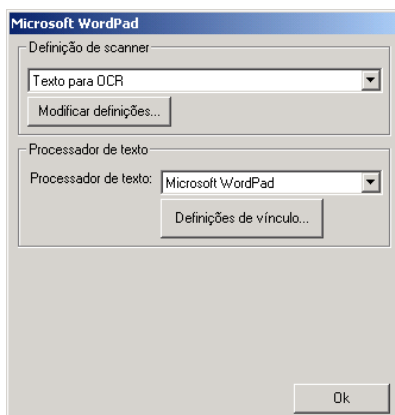 Microsoft WordPad
Definição de scanner
Texto para OCR
Modificar definições...
Processador de texto
Processador de texto: Microsoft WordPad
Definições de vínculo...
Ok